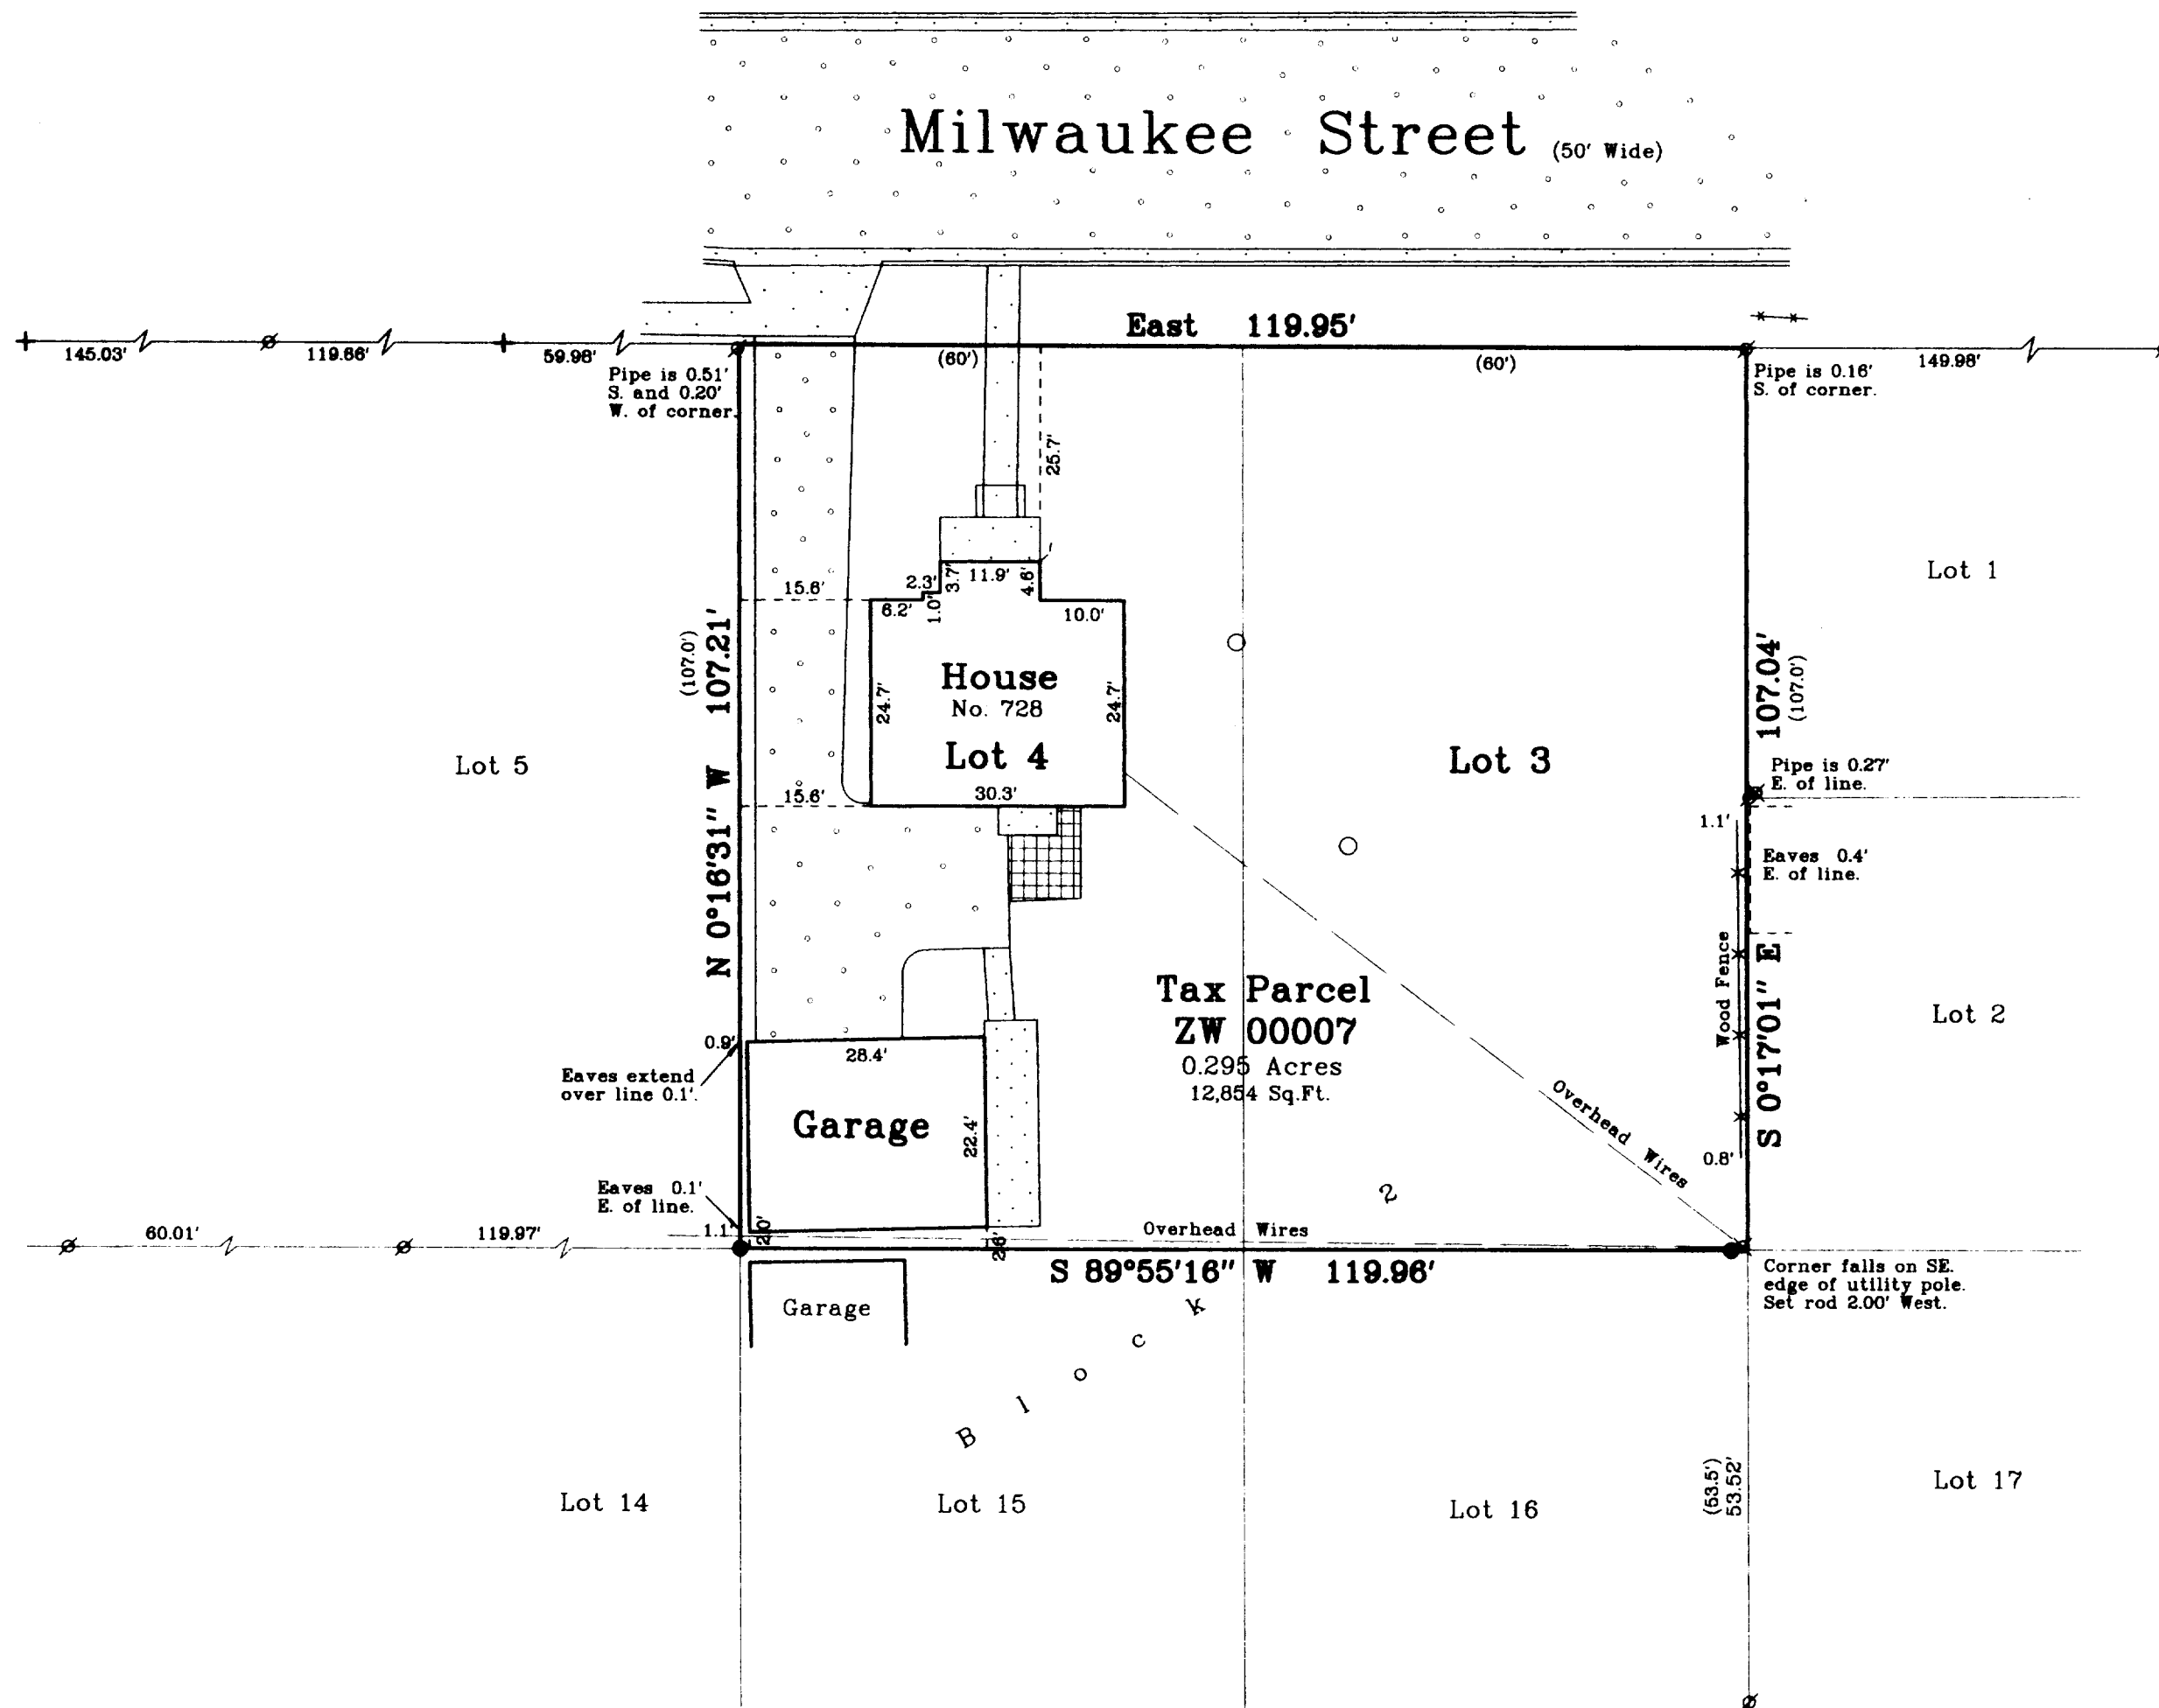 Milwaukee Street (50' Wide)
East 119.95'
145.03'
119.66'
59.98'
(60')
(60')
149.98'
Pipe is 0.51'
S. and 0.20'
W. of corner.
Pipe is 0.16'
S. of corner.
25.7'
Lot 1
15.6'
2.3'
3.7'
11.9'
4.6'
6.2'
1.0'
10.0'
N 0°16'31" W 107.21'
(107.0')
House
No. 728
Lot 4
24.7'
24.7'
30.3'
15.6'
Lot 5
Lot 3
107.04'
(107.0')
Pipe is 0.27'
E. of line.
1.1'
Eaves 0.4'
E. of line.
Wood Fence
S 0°17'01" E
Lot 2
Tax Parcel
ZW 00007
0.295 Acres
12,854 Sq.Ft.
0.9'
28.4'
Eaves extend
over line 0.1'.
Garage
22.4'
Overhead Wires
0.8'
Eaves 0.1'
E. of line.
1.1'
2.0'
2.6'
60.01'
119.97'
Overhead Wires
S 89°55'16" W 119.96'
Corner falls on SE.
edge of utility pole.
Set rod 2.00' West.
Garage
Block 2
(53.5')
53.52'
Lot 14
Lot 15
Lot 16
Lot 17